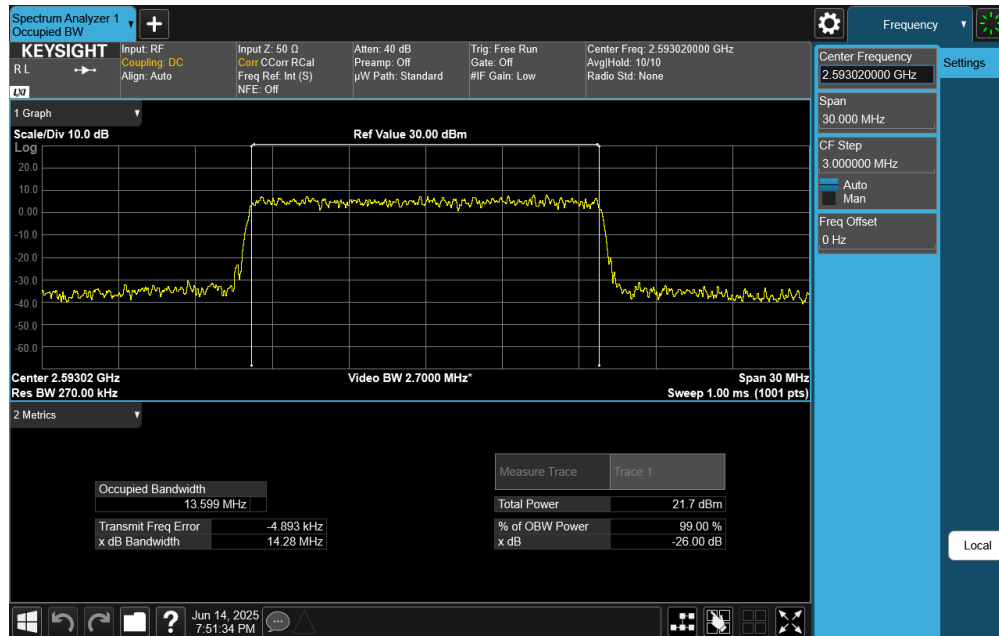 Spectrum Analyzer 1
Occupied BW
Frequency
KEYSIGHT
R L
LXI
Input: RF
Coupling: DC
Align: Auto
Input Z: 50 Ω
Corr CCorr RCal
Freq Ref: Int (S)
NFE: Off
Atten: 40 dB
Preamp: Off
µW Path: Standard
Trig: Free Run
Gate: Off
#IF Gain: Low
Center Freq: 2.593020000 GHz
Avg|Hold: 10/10
Radio Std: None
Center Frequency
2.593020000 GHz
Settings
Span
30.000 MHz
CF Step
3.000000 MHz
Auto
Man
Freq Offset
0 Hz
1 Graph
Scale/Div 10.0 dB
Ref Value 30.00 dBm
Log
20.0
10.0
0.00
-10.0
-20.0
-30.0
-40.0
-50.0
-60.0
Center 2.59302 GHz
Video BW 2.7000 MHz*
Span 30 MHz
Res BW 270.00 kHz
Sweep 1.00 ms (1001 pts)
2 Metrics
Measure Trace Trace 1
Occupied Bandwidth
13.599 MHz
Total Power 21.7 dBm
Transmit Freq Error -4.893 kHz
% of OBW Power 99.00 %
x dB Bandwidth 14.28 MHz
x dB -26.00 dB
Local
?
Jun 14, 2025
7:51:34 PM